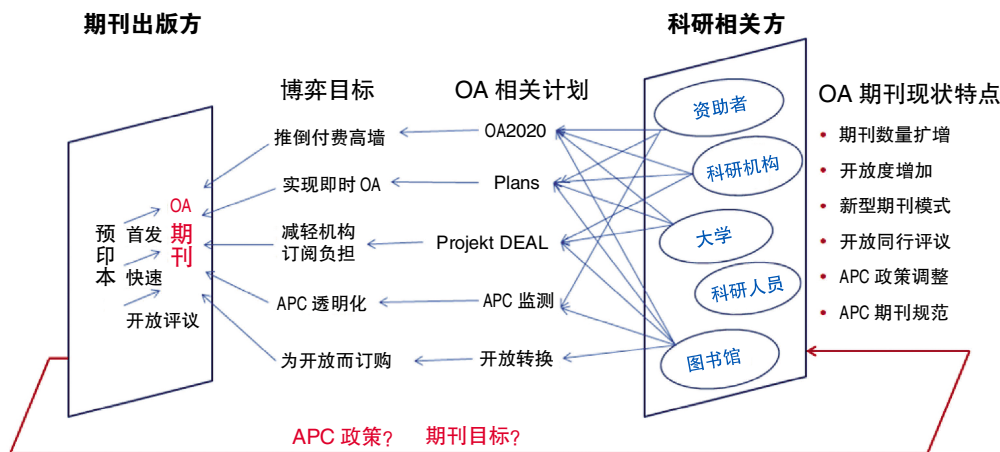 期刊出版方
科研相关方
博弈目标
OA 相关计划
OA 期刊现状特点
推倒付费高墙
OA2020
实现即时 OA
Plans
减轻机构
订阅负担
Projekt DEAL
APC 透明化
APC 监测
为开放而订购
开放转换
预印本
首发
快速
开放评议
OA
期刊
资助者
科研机构
大学
科研人员
图书馆
• 期刊数量扩增
• 开放度增加
• 新型期刊模式
• 开放同行评议
• APC 政策调整
• APC 期刊规范
APC 政策?
期刊目标?